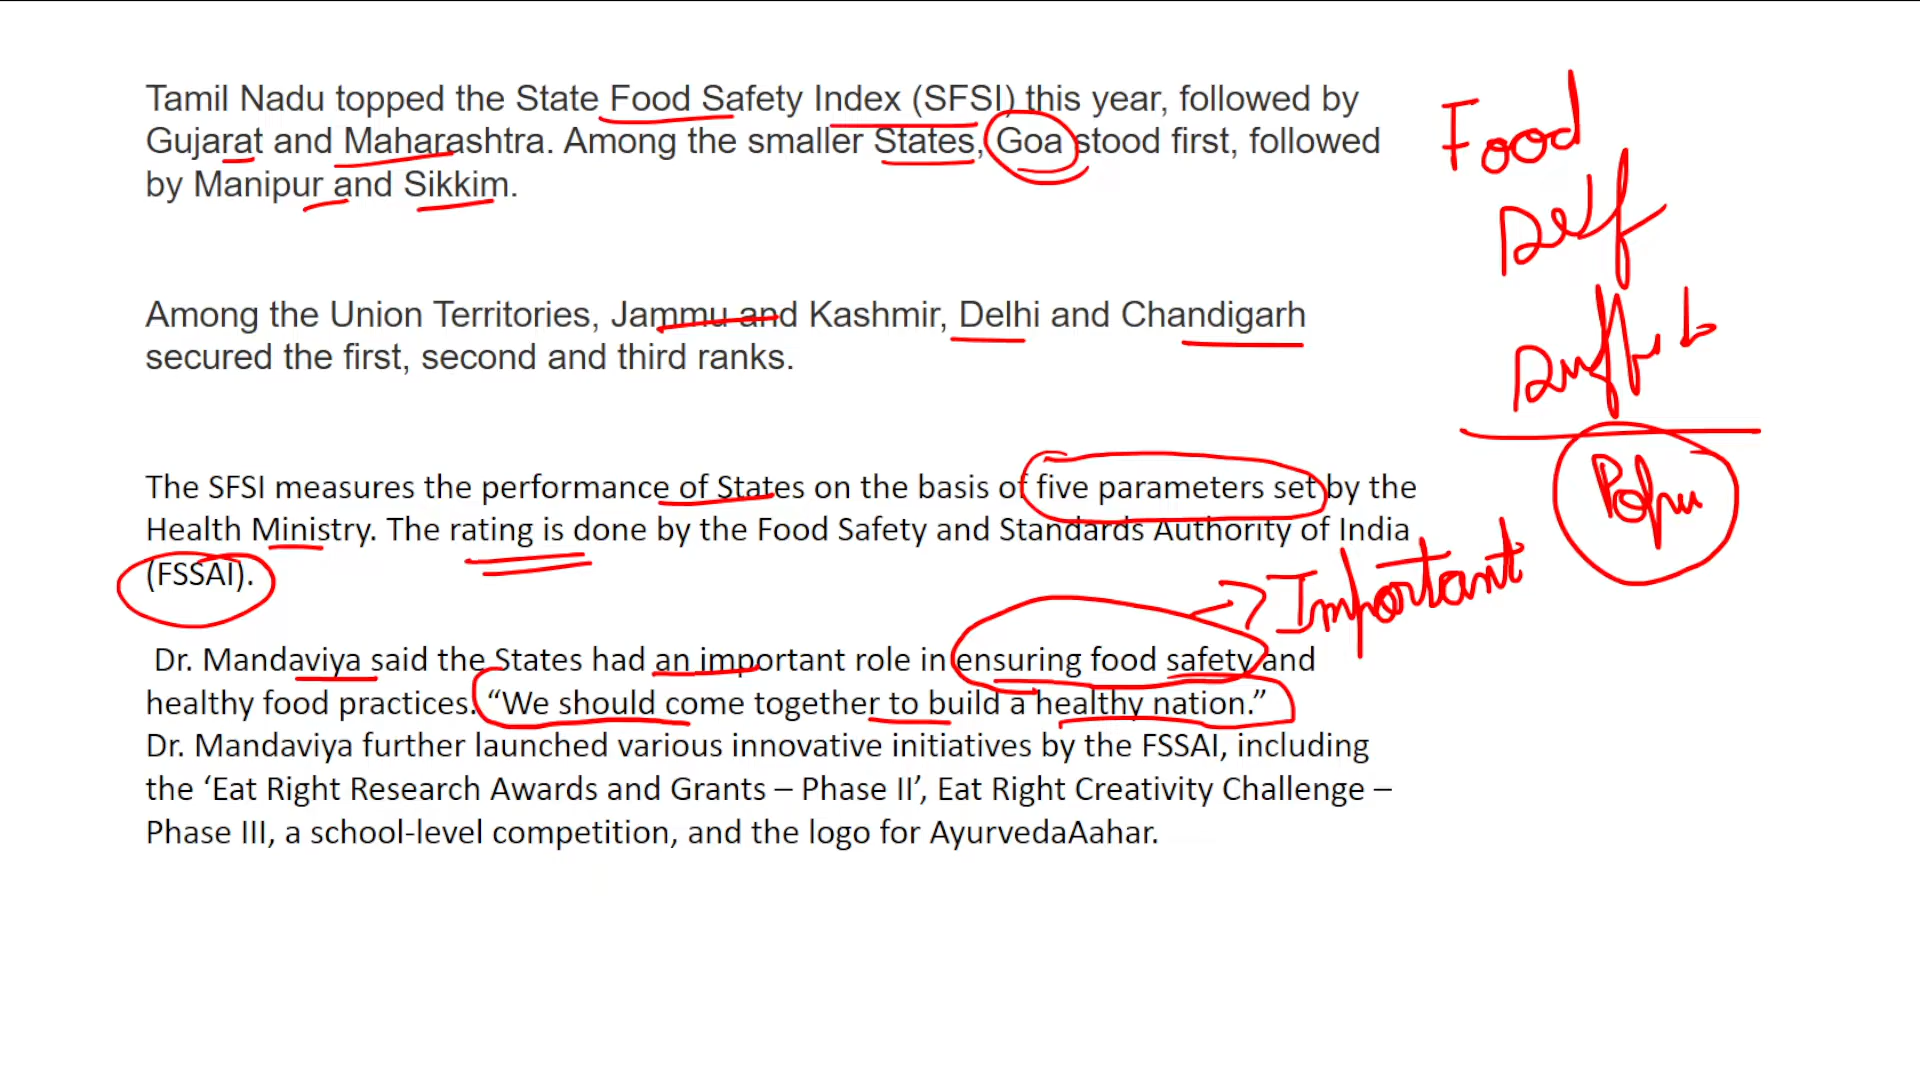 Tamil Nadu topped the State Food Safety Index (SFSI) this year, followed by
Gujarat and Maharashtra. Among the smaller States, Goa stood first, followed
by Manipur and Sikkim.
Among the Union Territories, Jammu and Kashmir, Delhi and Chandigarh
secured the first, second and third ranks.
The SFSI measures the performance of States on the basis of five parameters set by the
Health Ministry. The rating is done by the Food Safety and Standards Authority of India
(FSSAI).
Dr. Mandaviya said the States had an important role in ensuring food safety and
healthy food practices. “We should come together to build a healthy nation.”
Dr. Mandaviya further launched various innovative initiatives by the FSSAI, including
the ‘Eat Right Research Awards and Grants – Phase II’, Eat Right Creativity Challenge –
Phase III, a school-level competition, and the logo for AyurvedaAahar.
Food
Important